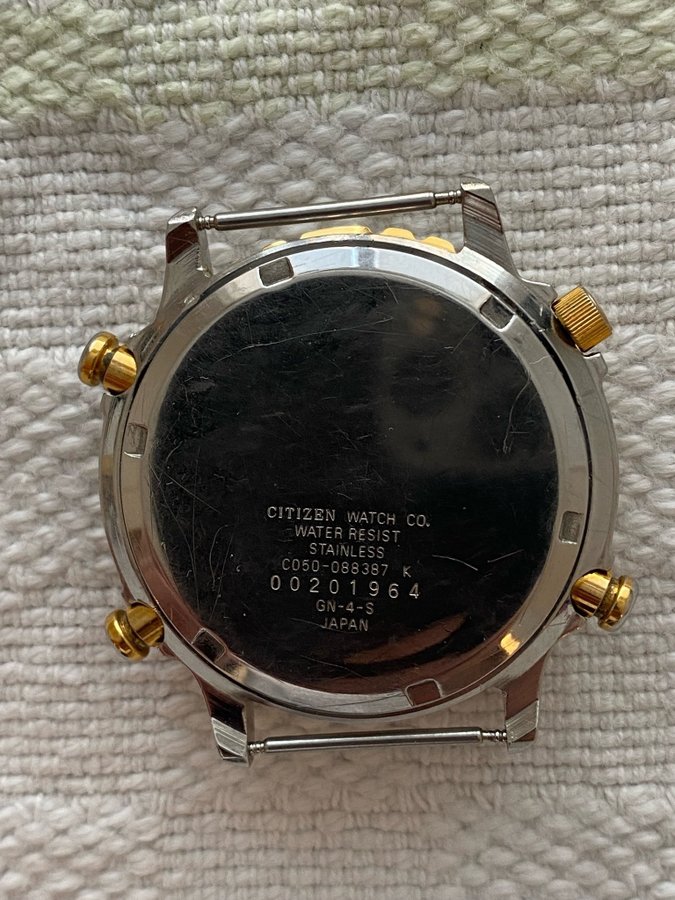 CITIZEN WATCH CO.
WATER RESIST
STAINLESS
C050-088387 K
00201964
GN-4-S
JAPAN